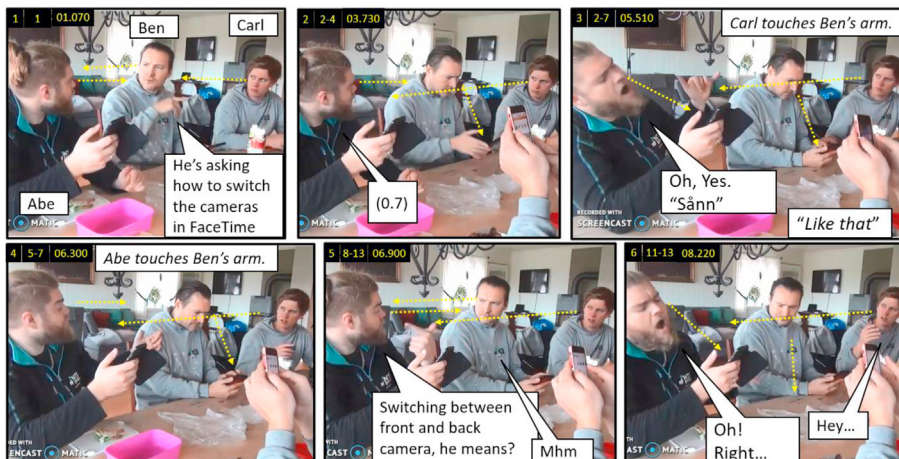 1 1 01.070
Ben
Carl
He's asking
how to switch
the cameras
in FaceTime
Abe
MATIC
2 2-4 03.730
(0.7)
MATIC
3 2-7 05.510
Carl touches Ben's arm.
Oh, Yes.
"Sånn"
"Like that"
RECORDED WITH
SCREENCAST MATIC
4 5-7 06.300
Abe touches Ben's arm.
ENCAST MATIC
5 8-13 06.900
Switching between
front and back
camera, he means?
Mhm
CAST MATIC
6 11-13 08.220
Oh!
Right...
Hey...
CAST MATIC